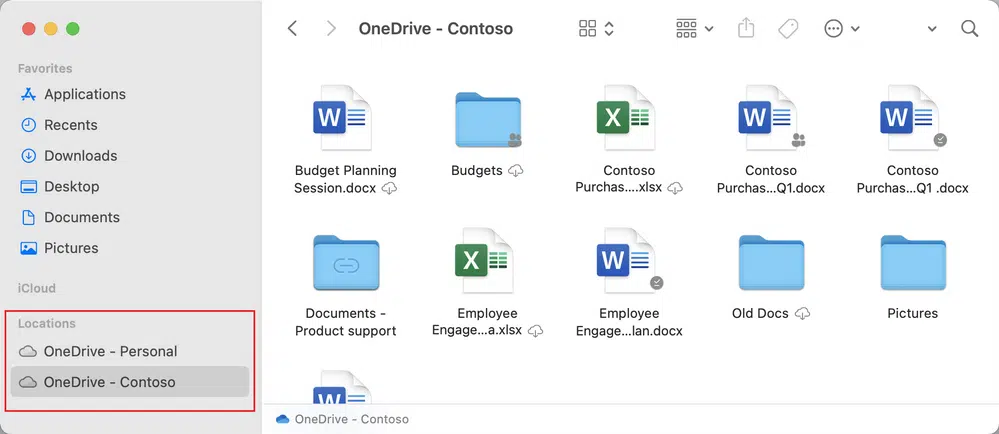 OneDrive - Contoso
Favorites
Applications
Recents
Downloads
Desktop
Documents
Pictures
iCloud
Locations
OneDrive - Personal
OneDrive - Contoso
W
X
W
W
Budget Planning
Session.docx
Budgets
Contoso
Purchas....xlsx
Contoso
Purchas...Q1.docx
Contoso
Purchas...Q1 .docx
X
W
Documents -
Product support
Employee
Engage...a.xlsx
Employee
Engage...lan.docx
Old Docs
Pictures
W
OneDrive - Contoso